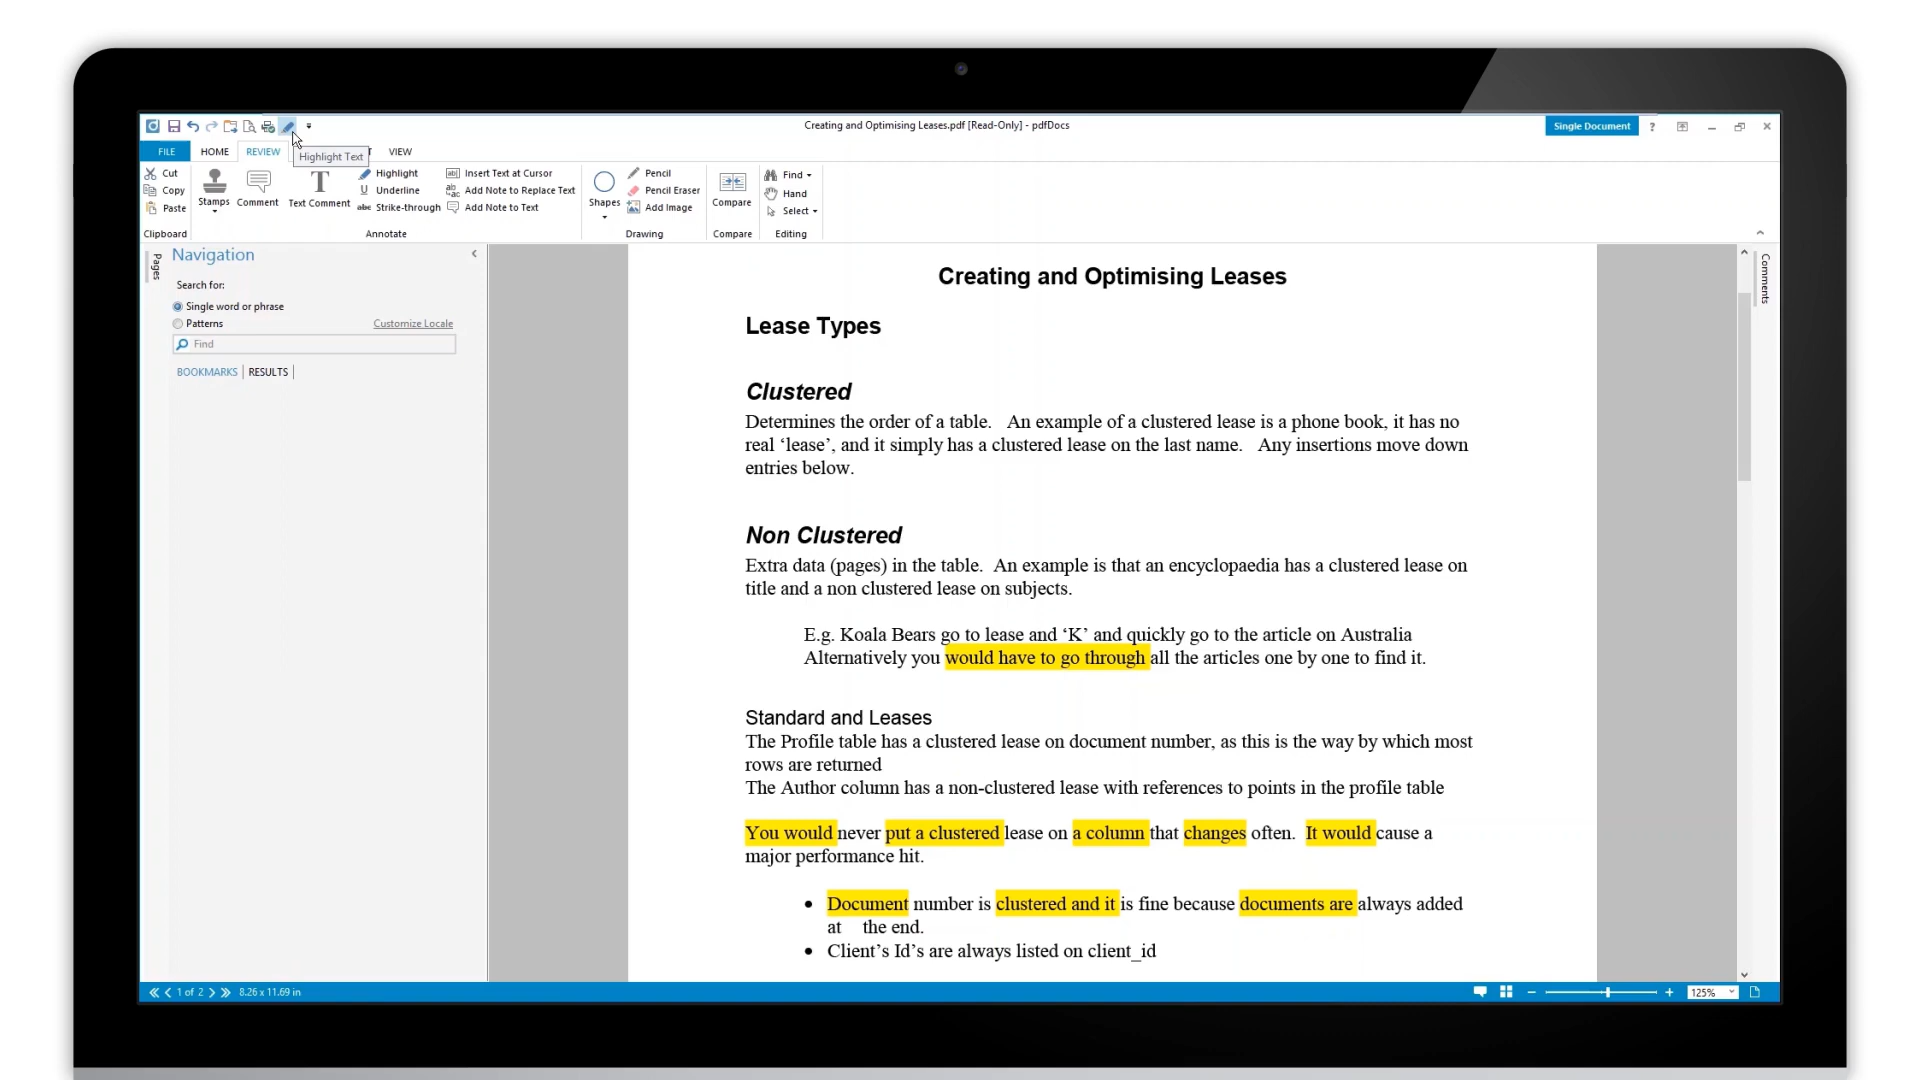 Creating and Optimising Leases.pdf [Read-Only] - pdfDocs
Single Document
?
FILE
HOME
REVIEW
T
VIEW
Highlight Text
Cut
Copy
Paste
Clipboard
Stamps
Comment
Text Comment
Highlight
Underline
Strike-through
Insert Text at Cursor
Add Note to Replace Text
Add Note to Text
Annotate
Shapes
Pencil
Pencil Eraser
Add Image
Drawing
Compare
Compare
Find
Hand
Select
Editing
Pages
Navigation
Search for:
Single word or phrase
Patterns
Customize Locale
Find
BOOKMARKS
RESULTS
Comments
Creating and Optimising Leases
Lease Types
Clustered
Determines the order of a table. An example of a clustered lease is a phone book, it has no
real ‘lease’, and it simply has a clustered lease on the last name. Any insertions move down
entries below.
Non Clustered
Extra data (pages) in the table. An example is that an encyclopaedia has a clustered lease on
title and a non clustered lease on subjects.
E.g. Koala Bears go to lease and ‘K’ and quickly go to the article on Australia
Alternatively you would have to go through all the articles one by one to find it.
Standard and Leases
The Profile table has a clustered lease on document number, as this is the way by which most
rows are returned
The Author column has a non-clustered lease with references to points in the profile table
You would never put a clustered lease on a column that changes often. It would cause a
major performance hit.
• Document number is clustered and it is fine because documents are always added
at the end.
• Client’s Id’s are always listed on client_id
1 of 2
8.26 x 11.69 in
125%